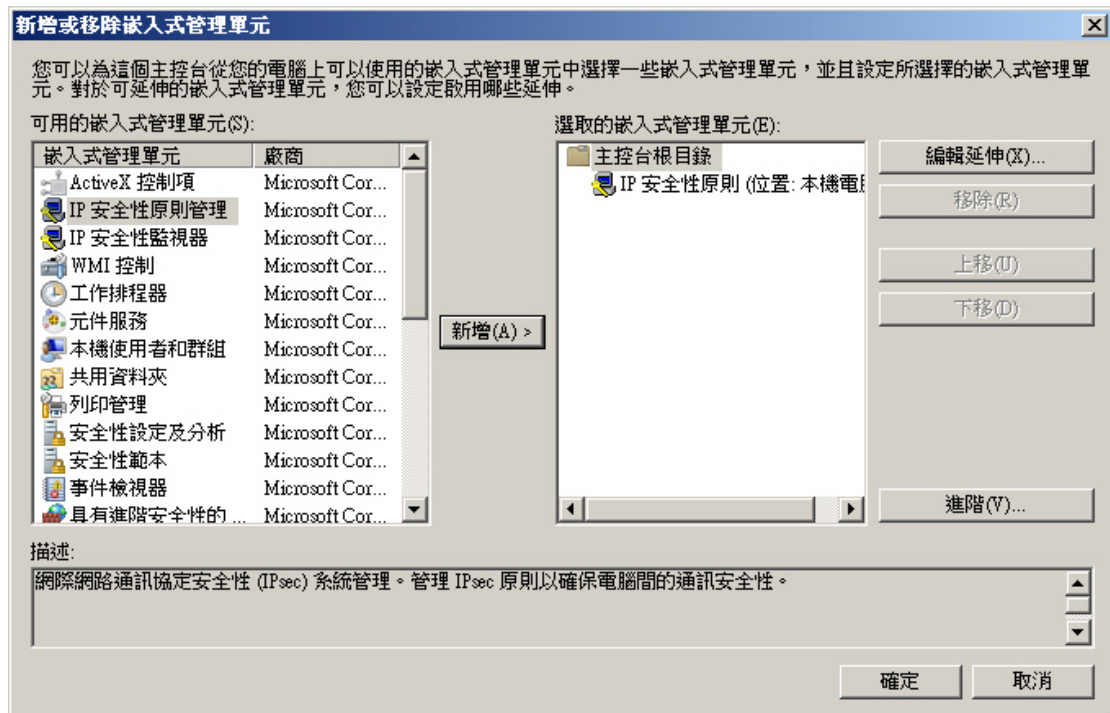 新增或移除嵌入式管理單元
您可以為這個主控台從您的電腦上可以使用的嵌入式管理單元中選擇一些嵌入式管理單元，並且設定所選擇的嵌入式管理單
元。對於可延伸的嵌入式管理單元，您可以設定啟用哪些延伸。
可用的嵌入式管理單元(S):
嵌入式管理單元 廠商
ActiveX 控制項 Microsoft Cor...
IP 安全性原則管理 Microsoft Cor...
IP 安全性監視器 Microsoft Cor...
WMI 控制 Microsoft Cor...
工作排程器 Microsoft Cor...
元件服務 Microsoft Cor...
本機使用者和群組 Microsoft Cor...
共用資料夾 Microsoft Cor...
列印管理 Microsoft Cor...
安全性設定及分析 Microsoft Cor...
安全性範本 Microsoft Cor...
事件檢視器 Microsoft Cor...
具有進階安全性的 ... Microsoft Cor...
新增(A) >
選取的嵌入式管理單元(E):
主控台根目錄
IP 安全性原則 (位置: 本機電腦
編輯延伸(X)...
移除(R)
上移(U)
下移(D)
進階(V)...
描述:
網際網路通訊協定安全性 (IPsec) 系統管理。管理 IPsec 原則以確保電腦間的通訊安全性。
確定
取消